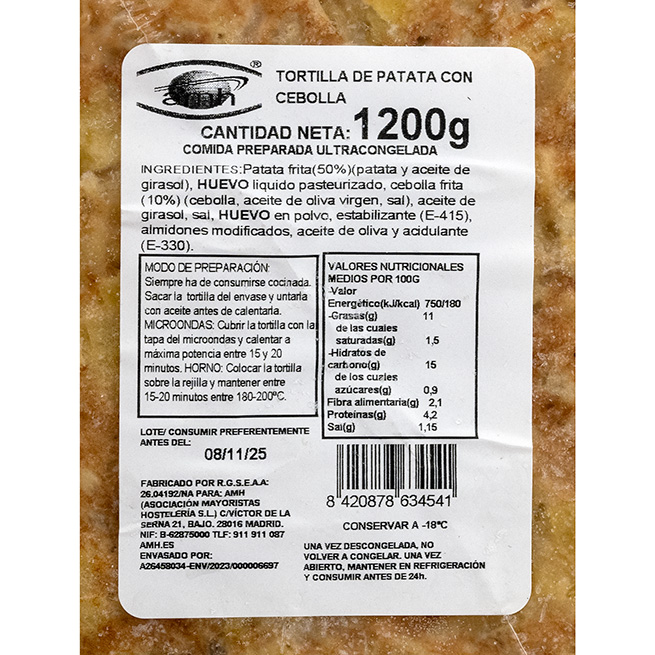 amh®
TORTILLA DE PATATA CON
CEBOLLA
CANTIDAD NETA: 1200g
COMIDA PREPARADA ULTRACONGELADA
INGREDIENTES:Patata frita(50%)(patata y aceite de
girasol), HUEVO liquido pasteurizado, cebolla frita
(10%) (cebolla, aceite de oliva virgen, sal), aceite de
girasol, sal, HUEVO en polvo, estabilizante (E-415),
almidones modificados, aceite de oliva y acidulante
(E-330).
MODO DE PREPARACIÓN:
Siempre ha de consumirse cocinada.
Sacar la tortilla del envase y untarla
con aceite antes de calentarla.
MICROONDAS: Cubrir la tortilla con la
tapa del microondas y calentar a
máxima potencia entre 15 y 20
minutos. HORNO: Colocar la tortilla
sobre la rejilla y mantener entre
15-20 minutos entre 180-200ºC.
VALORES NUTRICIONALES
MEDIOS POR 100G
-Valor
Energético(kJ/kcal) 750/180
-Grasas(g) 11
de las cuales
saturadas(g) 1,5
-Hidratos de
carbono(g) 15
de los cuales
azúcares(g) 0,9
Fibra alimentaria(g) 2,1
Proteínas(g) 4,2
Sal(g) 1,15
LOTE/ CONSUMIR PREFERENTEMENTE
ANTES DEL:
08/11/25
FABRICADO POR R.G.S.E.A.A:
26.04192/NA PARA: AMH
(ASOCIACIÓN MAYORISTAS
HOSTELERÍA S.L.) C/VÍCTOR DE LA
SERNA 21, BAJO. 28016 MADRID.
NIF: B-62875000 TLF: 911 911 087
AMH.ES
ENVASADO POR:
A26458034-ENV/2023/000006697
8 420878 634541
CONSERVAR A -18ºC
UNA VEZ DESCONGELADA, NO
VOLVER A CONGELAR. UNA VEZ
ABIERTO, MANTENER EN REFRIGERACIÓN
Y CONSUMIR ANTES DE 24h.